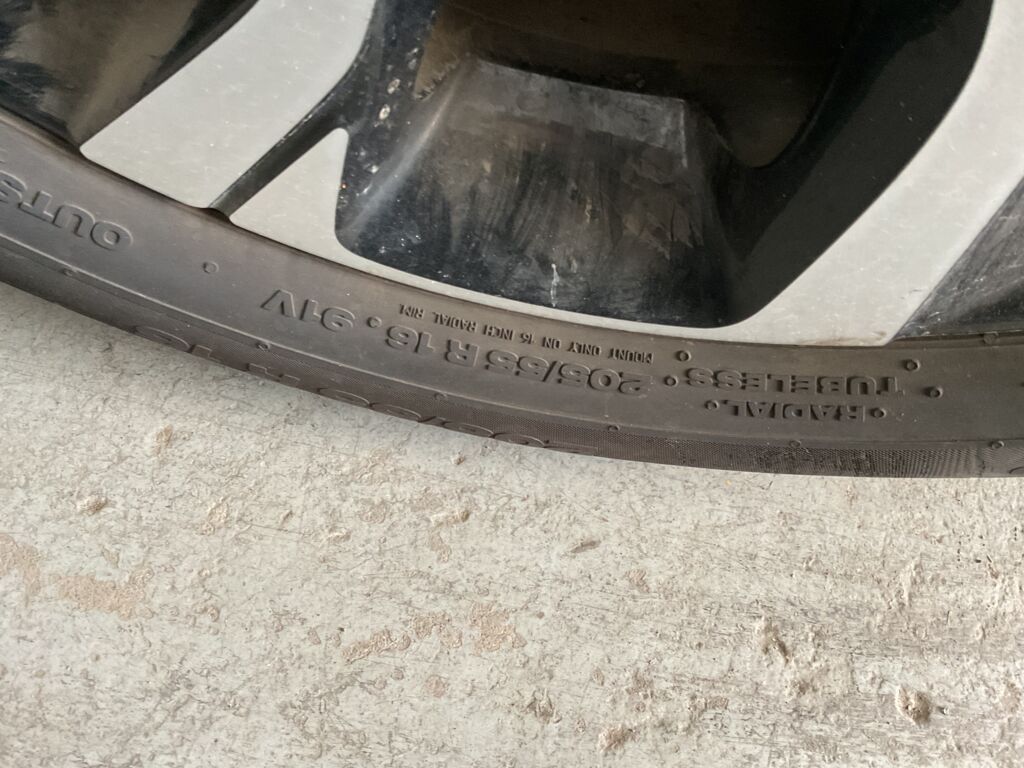 • RADIAL •
TUBELESS
• 205/55 R 16 • 91V
MOUNT ONLY ON 16 INCH RADIAL RIM
OUTS